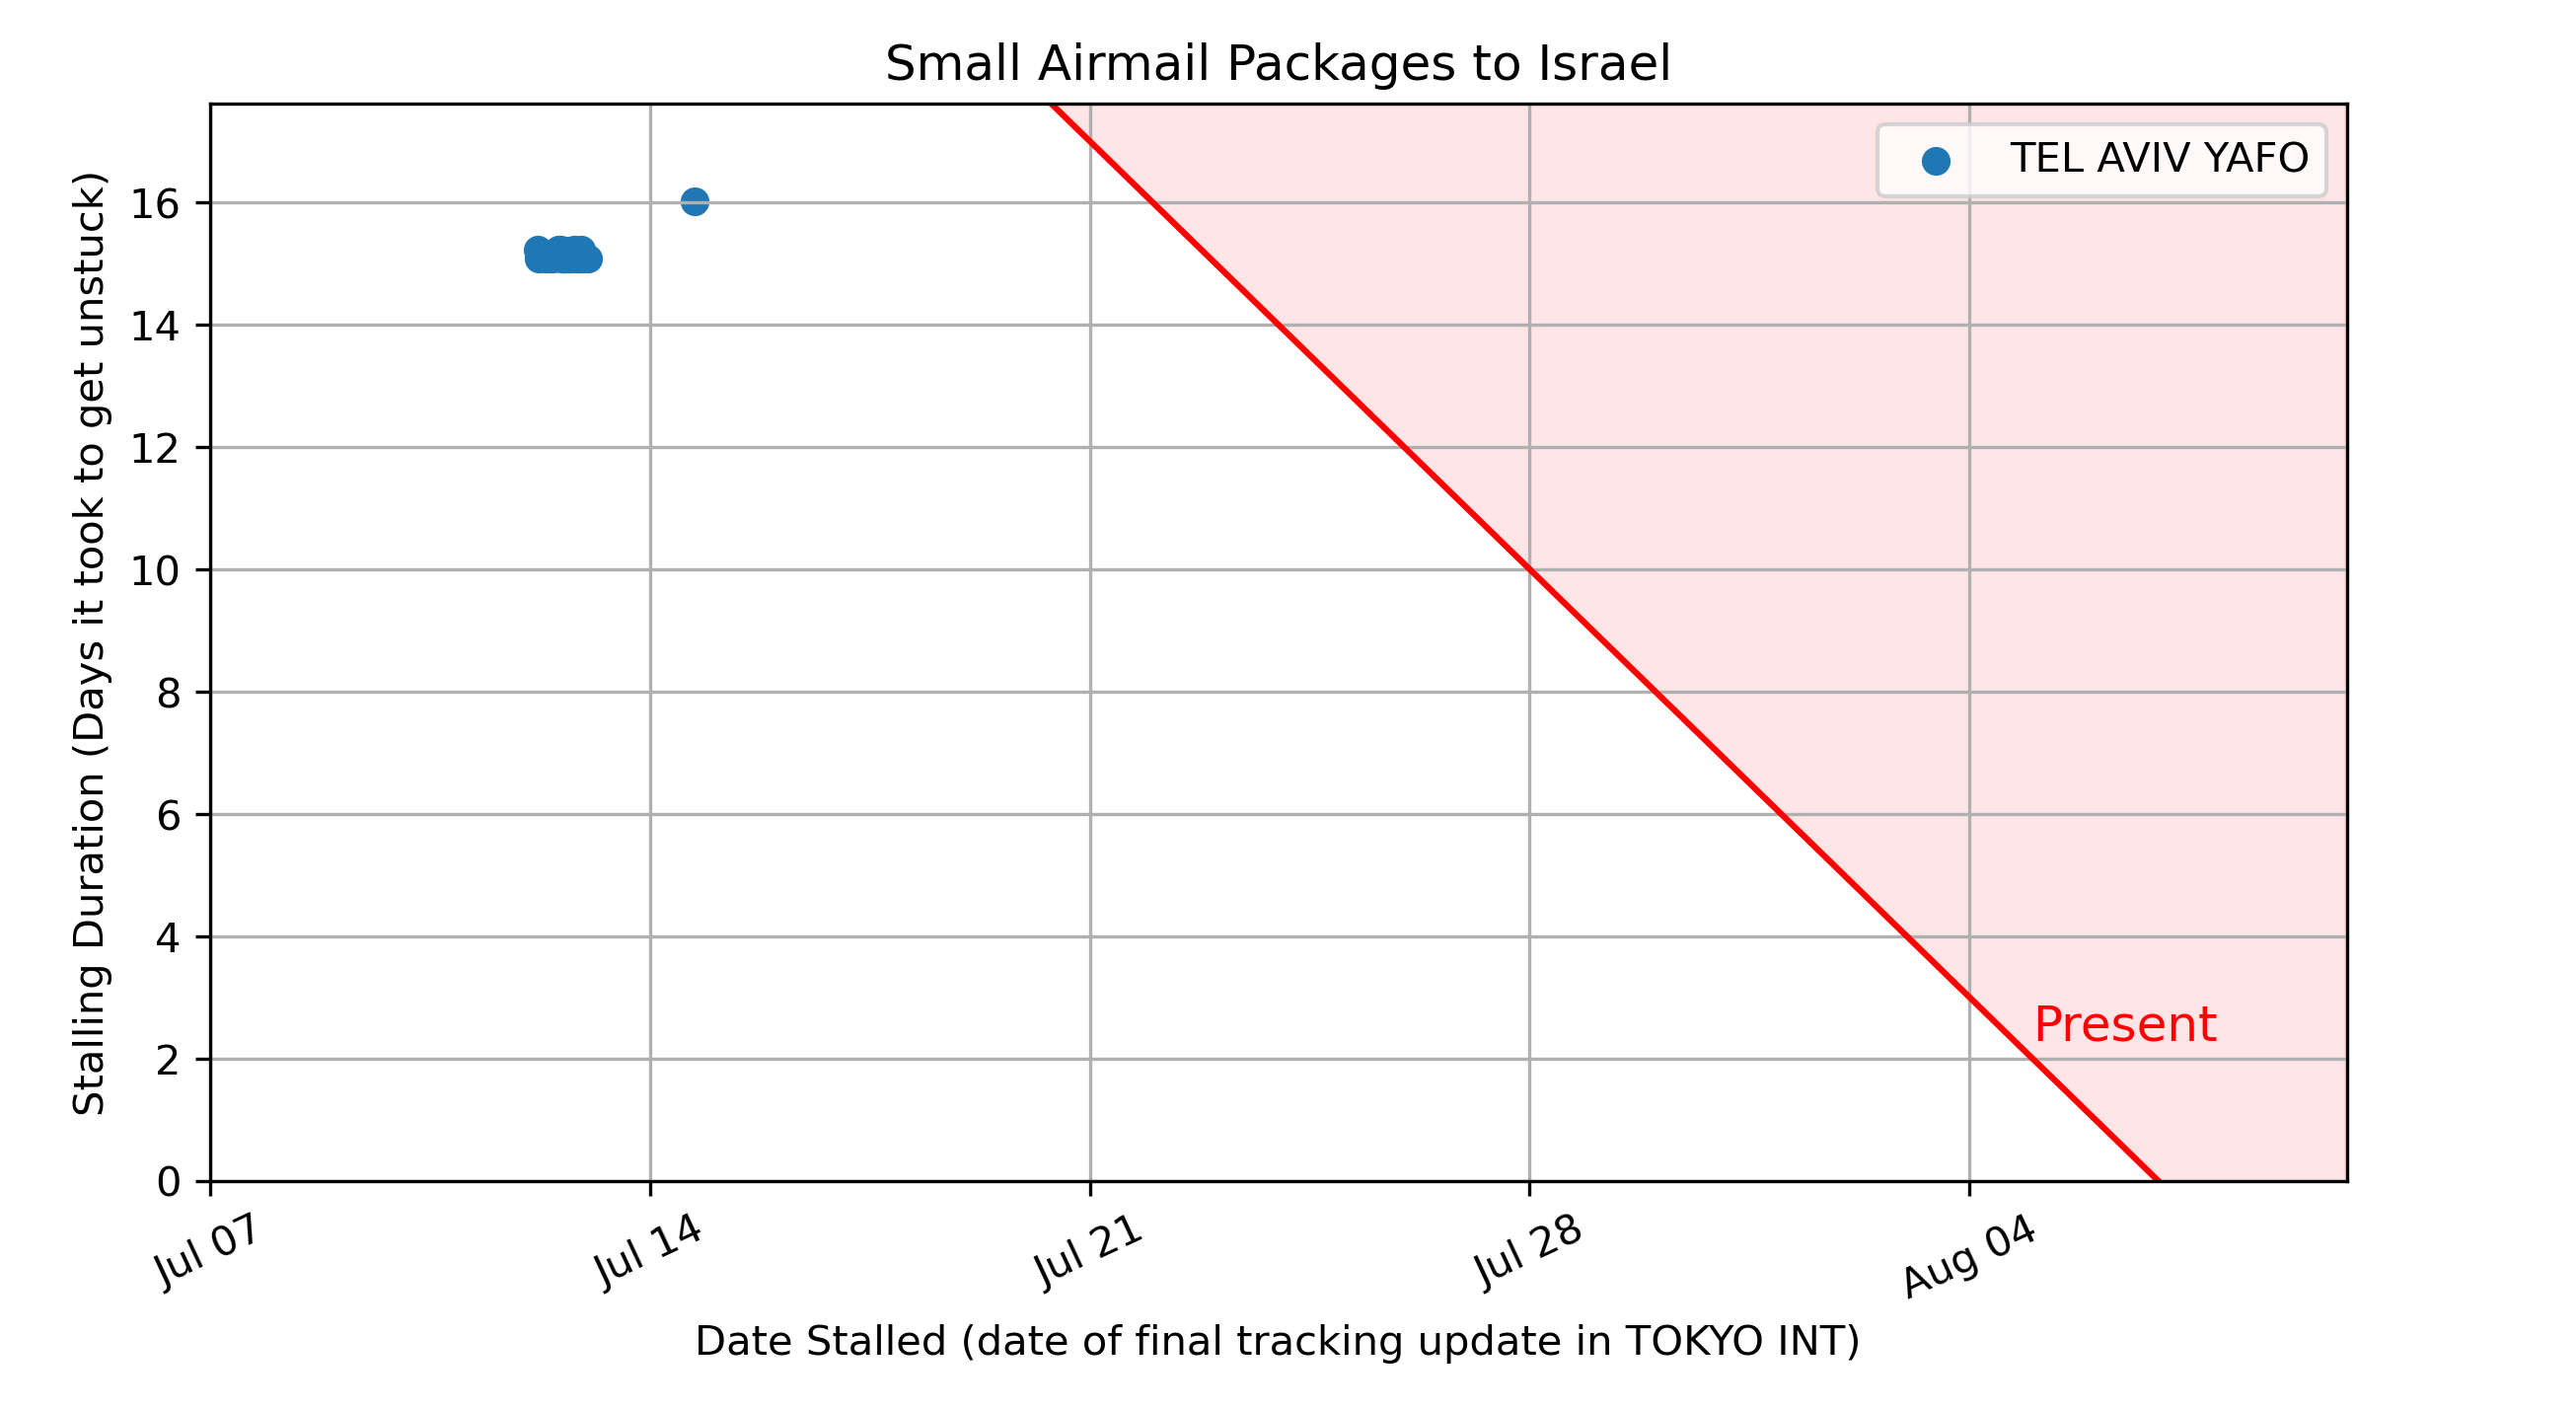 Small Airmail Packages to Israel
TEL AVIV YAFO
Stalling Duration (Days it took to get unstuck)
16
14
12
10
8
6
4
2
0
Present
Jul 07
Jul 14
Jul 21
Jul 28
Aug 04
Date Stalled (date of final tracking update in TOKYO INT)